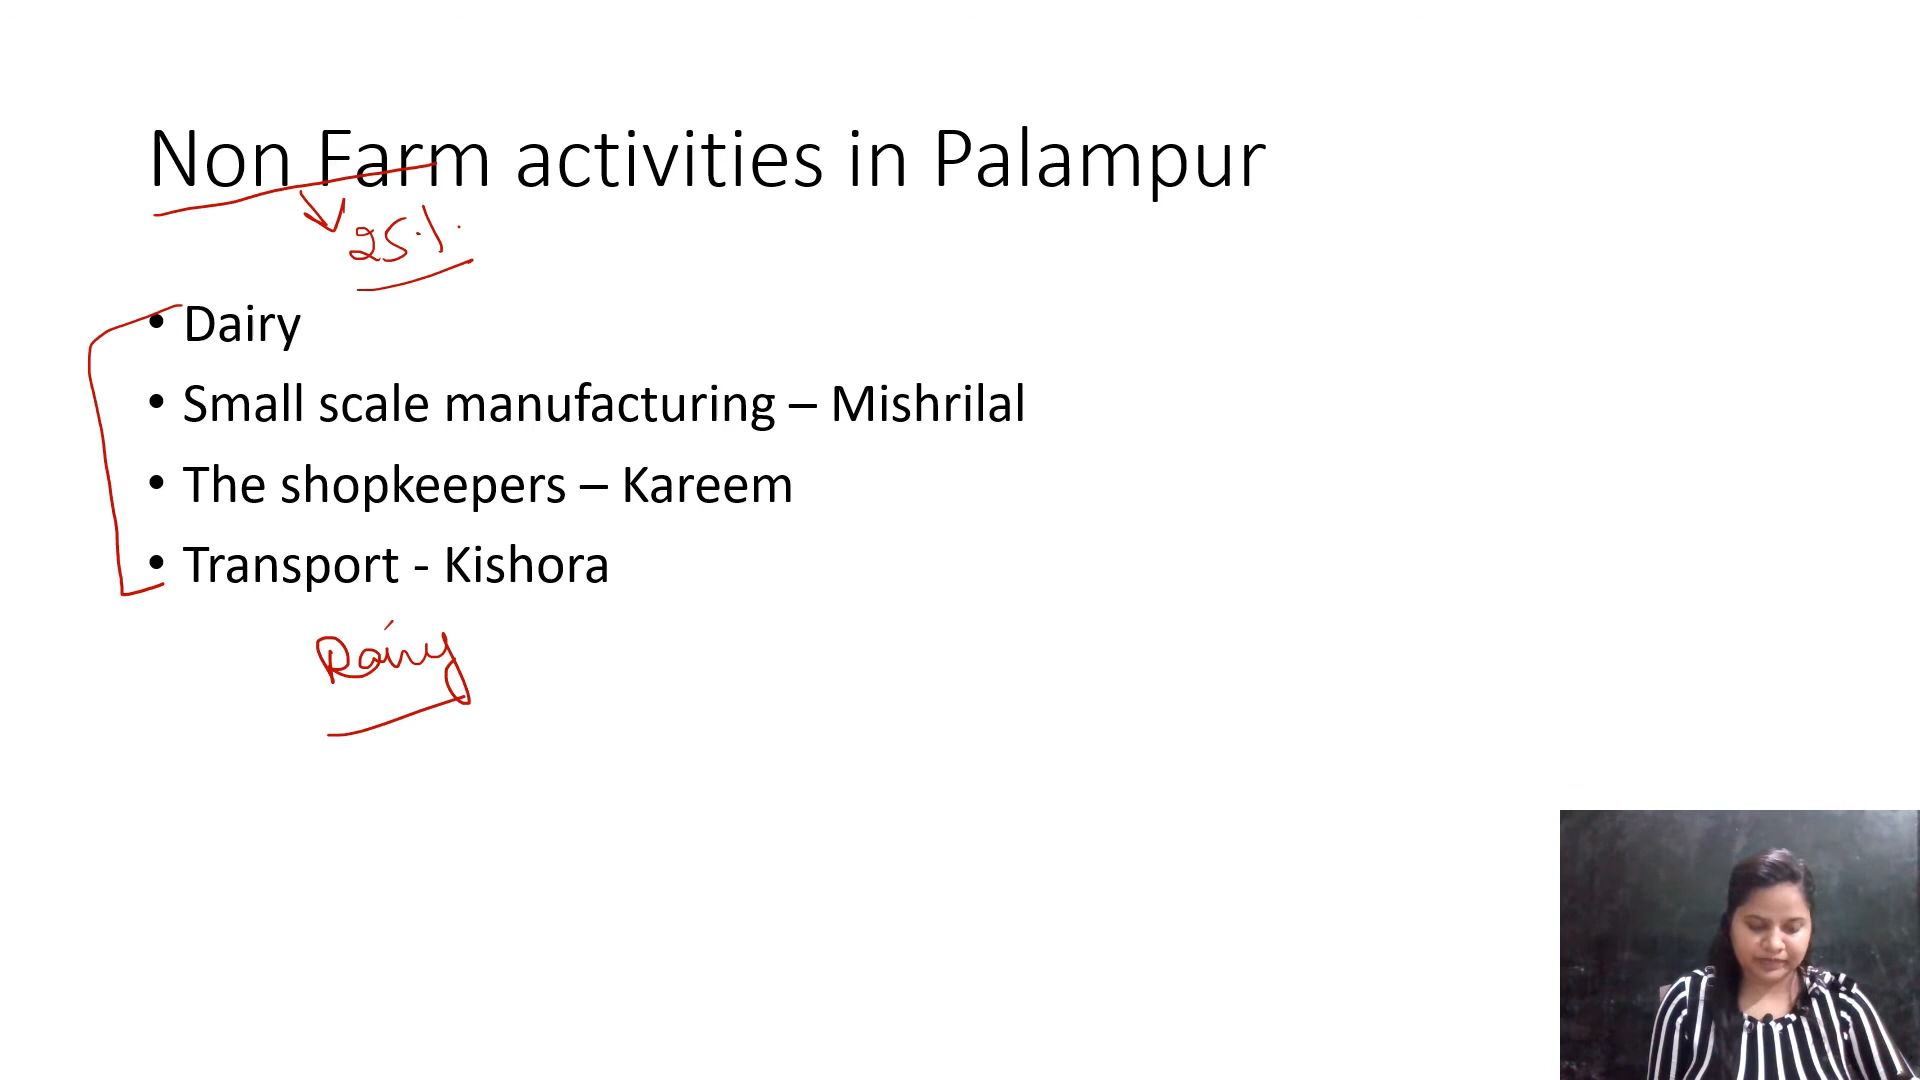 Non Farm activities in Palampur
25%
• Dairy
• Small scale manufacturing – Mishrilal
• The shopkeepers – Kareem
• Transport - Kishora
Dairy